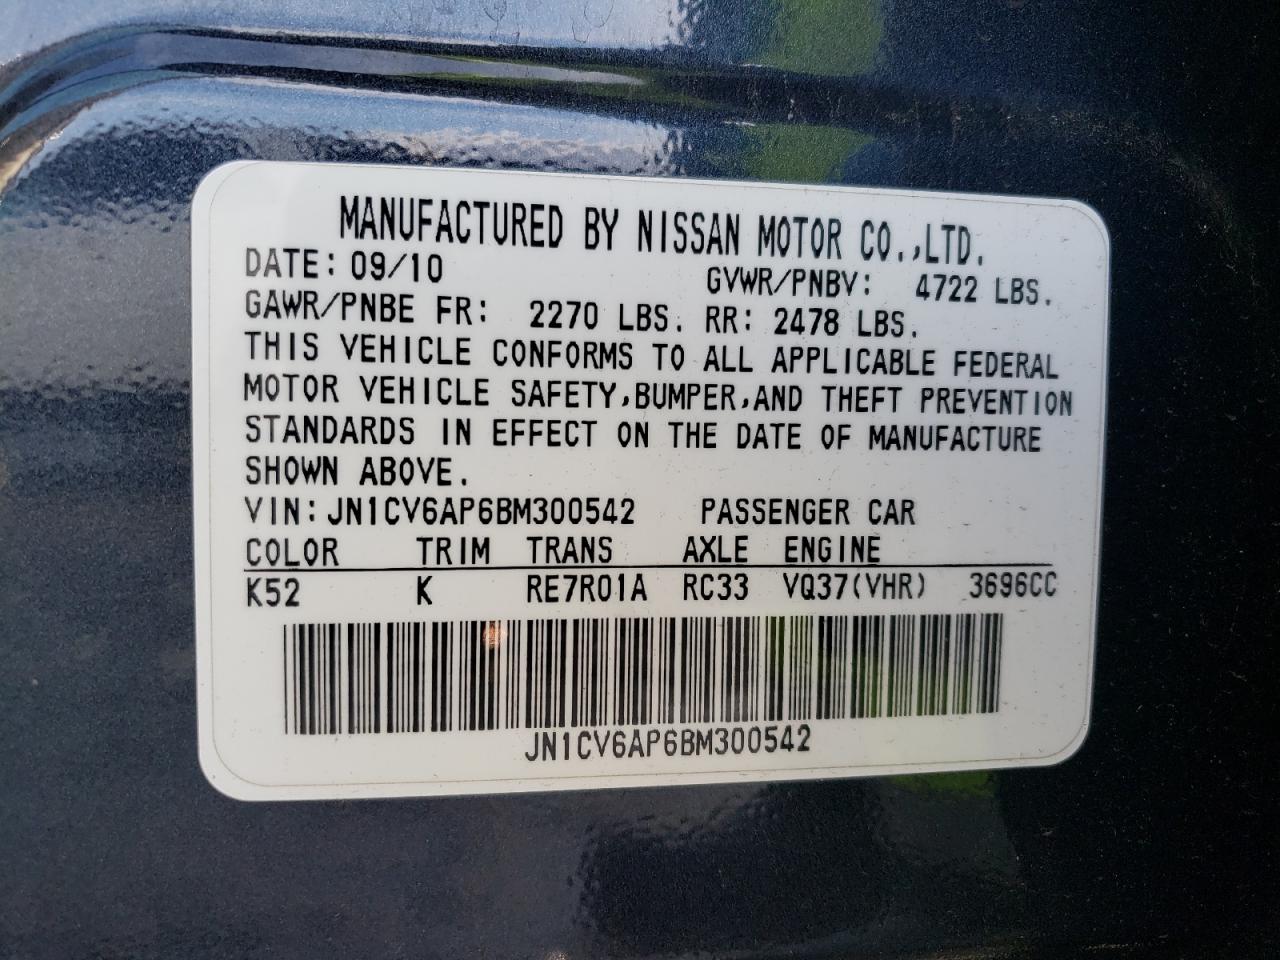 MANUFACTURED BY NISSAN MOTOR CO.,LTD.
DATE: 09/10 GVWR/PNBV: 4722 LBS.
GAWR/PNBE FR: 2270 LBS. RR: 2478 LBS.
THIS VEHICLE CONFORMS TO ALL APPLICABLE FEDERAL
MOTOR VEHICLE SAFETY,BUMPER,AND THEFT PREVENTION
STANDARDS IN EFFECT ON THE DATE OF MANUFACTURE
SHOWN ABOVE.
VIN: JN1CV6AP6BM300542 PASSENGER CAR
COLOR TRIM TRANS AXLE ENGINE
K52 K RE7R01A RC33 VQ37(VHR) 3696CC
JN1CV6AP6BM300542